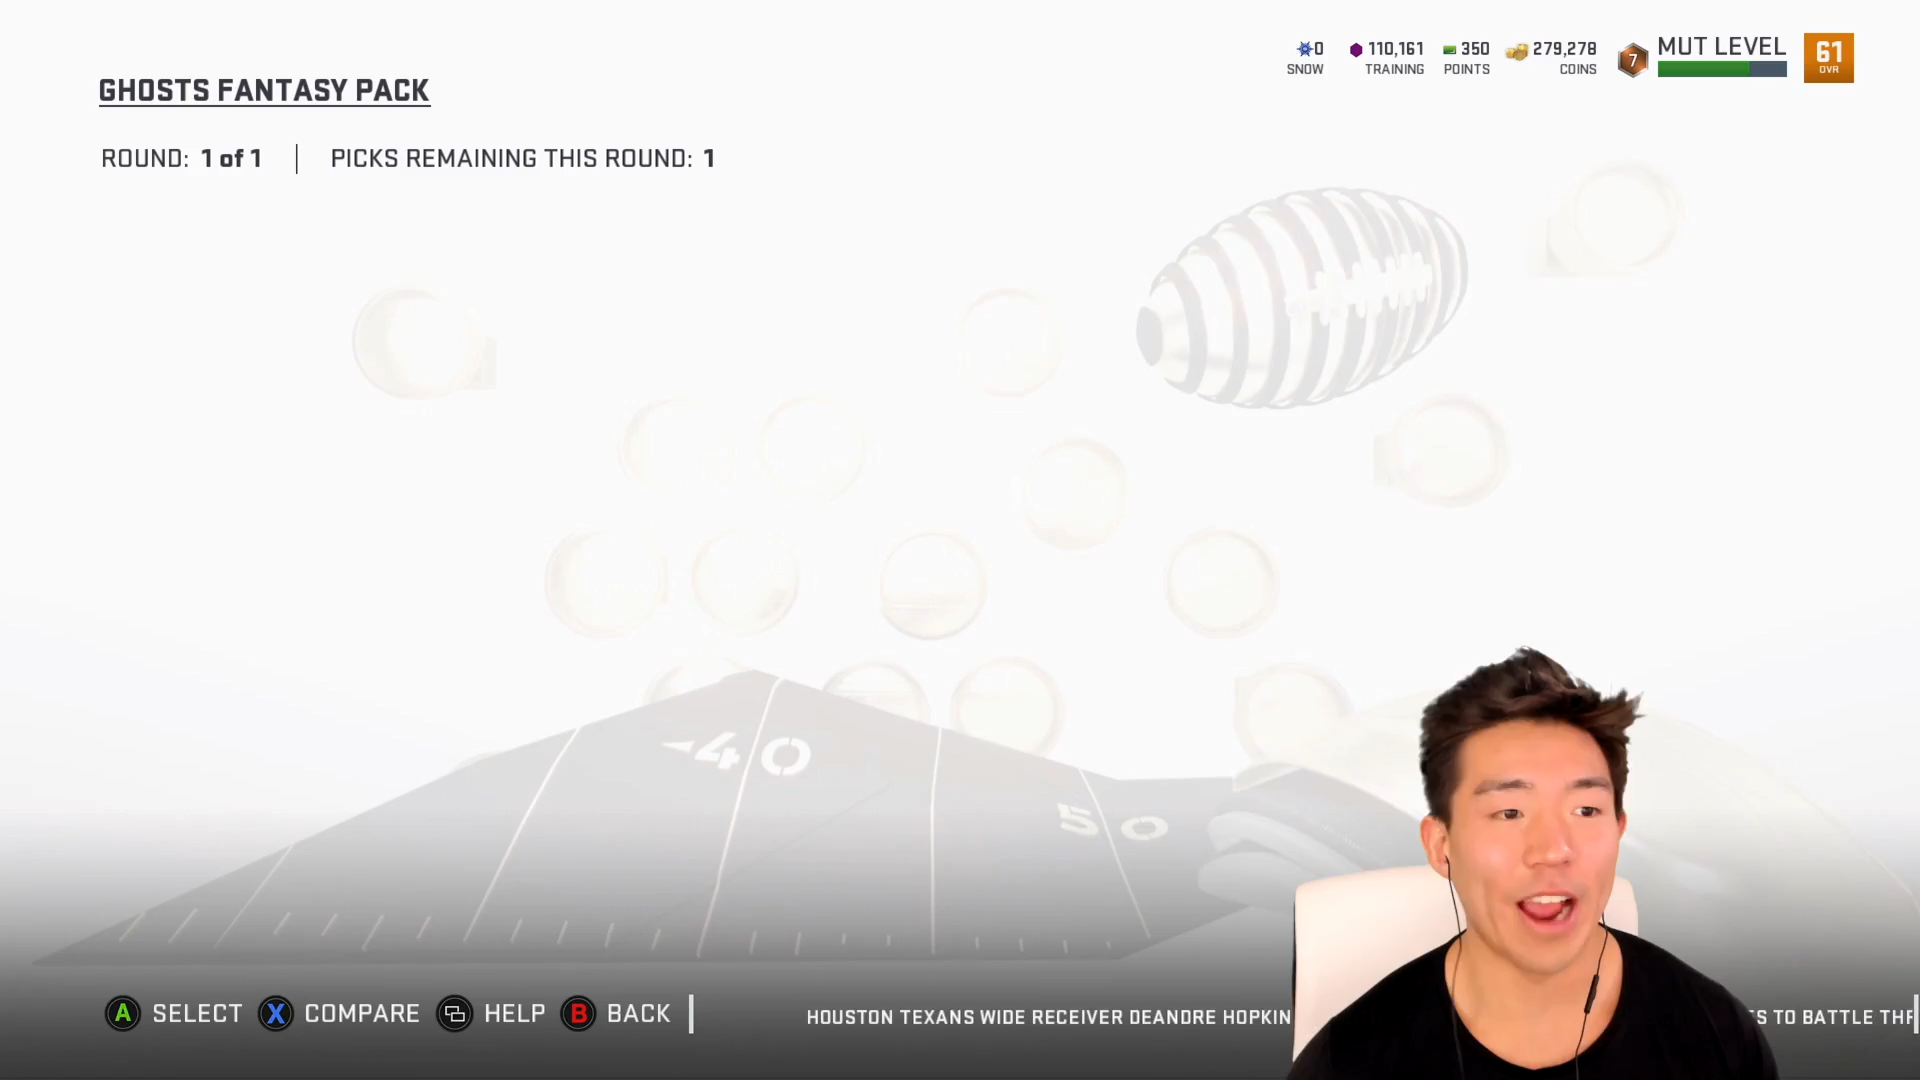 GHOSTS FANTASY PACK
ROUND: 1 of 1 | PICKS REMAINING THIS ROUND: 1
0 SNOW
110,161 TRAINING
350 POINTS
279,278 COINS
7
MUT LEVEL
61 OVR
40
50
A SELECT X COMPARE HELP B BACK
HOUSTON TEXANS WIDE RECEIVER DEANDRE HOPKIN
TO BATTLE